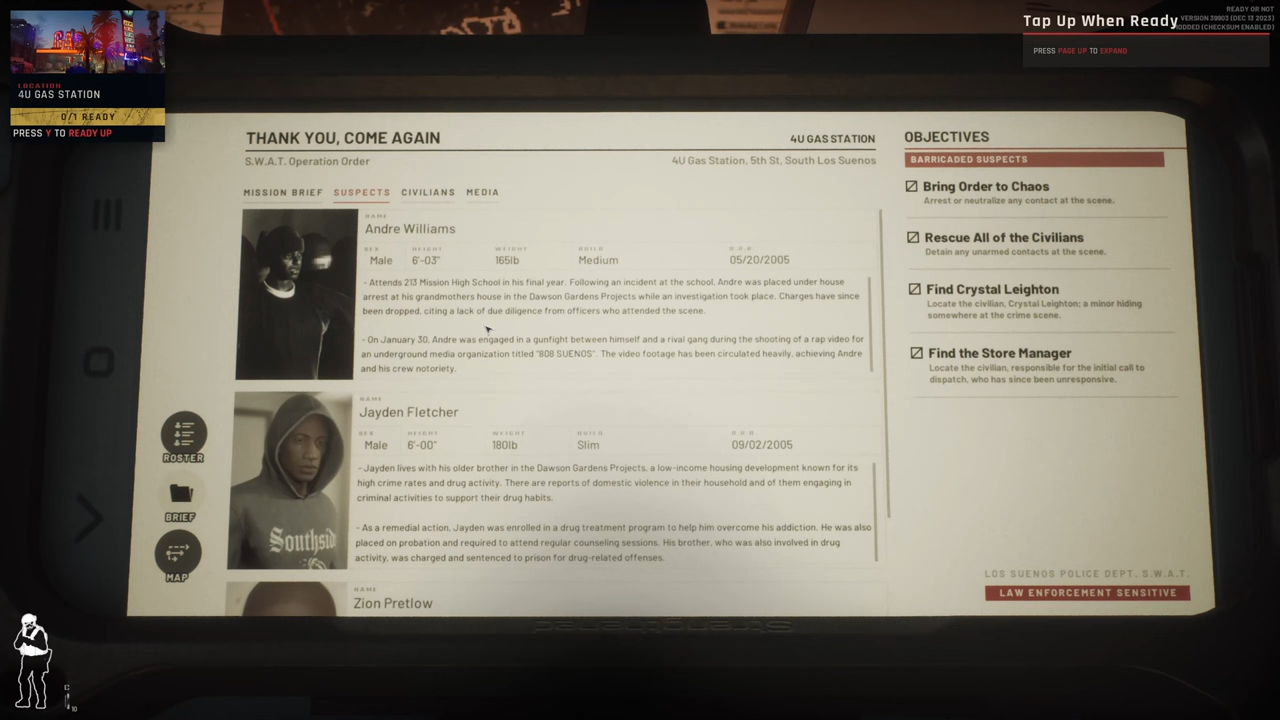 LOCATION
4U GAS STATION
0/1 READY
PRESS Y TO READY UP
Tap Up When Ready
READY OR NOT
VERSION 39903 (DEC 13 2023)
MODDED (CHECKSUM ENABLED)
PRESS PAGE UP TO EXPAND
THANK YOU, COME AGAIN
4U GAS STATION
S.W.A.T. Operation Order
4U Gas Station, 5th St, South Los Suenos
MISSION BRIEF SUSPECTS CIVILIANS MEDIA
NAME
Andre Williams
SEX HEIGHT WEIGHT BUILD D.O.B.
Male 6'-03" 165lb Medium 05/20/2005
- Attends 213 Mission High School in his final year. Following an incident at the school, Andre was placed under house
arrest at his grandmothers house in the Dawson Gardens Projects while an investigation took place. Charges have since
been dropped, citing a lack of due diligence from officers who attended the scene.
- On January 30, Andre was engaged in a gunfight between himself and a rival gang during the shooting of a rap video for
an underground media organization titled "808 SUENOS". The video footage has been circulated heavily, achieving Andre
and his crew notoriety.
NAME
Jayden Fletcher
SEX HEIGHT WEIGHT BUILD D.O.B.
Male 6'-00" 180lb Slim 09/02/2005
- Jayden lives with his older brother in the Dawson Gardens Projects, a low-income housing development known for its
high crime rates and drug activity. There are reports of domestic violence in their household and of them engaging in
criminal activities to support their drug habits.
- As a remedial action, Jayden was enrolled in a drug treatment program to help him overcome his addiction. He was also
placed on probation and required to attend regular counseling sessions. His brother, who was also involved in drug
activity, was charged and sentenced to prison for drug-related offenses.
Southsid
NAME
Zion Pretlow
OBJECTIVES
BARRICADED SUSPECTS
Bring Order to Chaos
Arrest or neutralize any contact at the scene.
Rescue All of the Civilians
Detain any unarmed contacts at the scene.
Find Crystal Leighton
Locate the civilian, Crystal Leighton; a minor hiding
somewhere at the crime scene.
Find the Store Manager
Locate the civilian, responsible for the initial call to
dispatch, who has since been unresponsive.
ROSTER
BRIEF
MAP
LOS SUENOS POLICE DEPT. S.W.A.T.
LAW ENFORCEMENT SENSITIVE
10